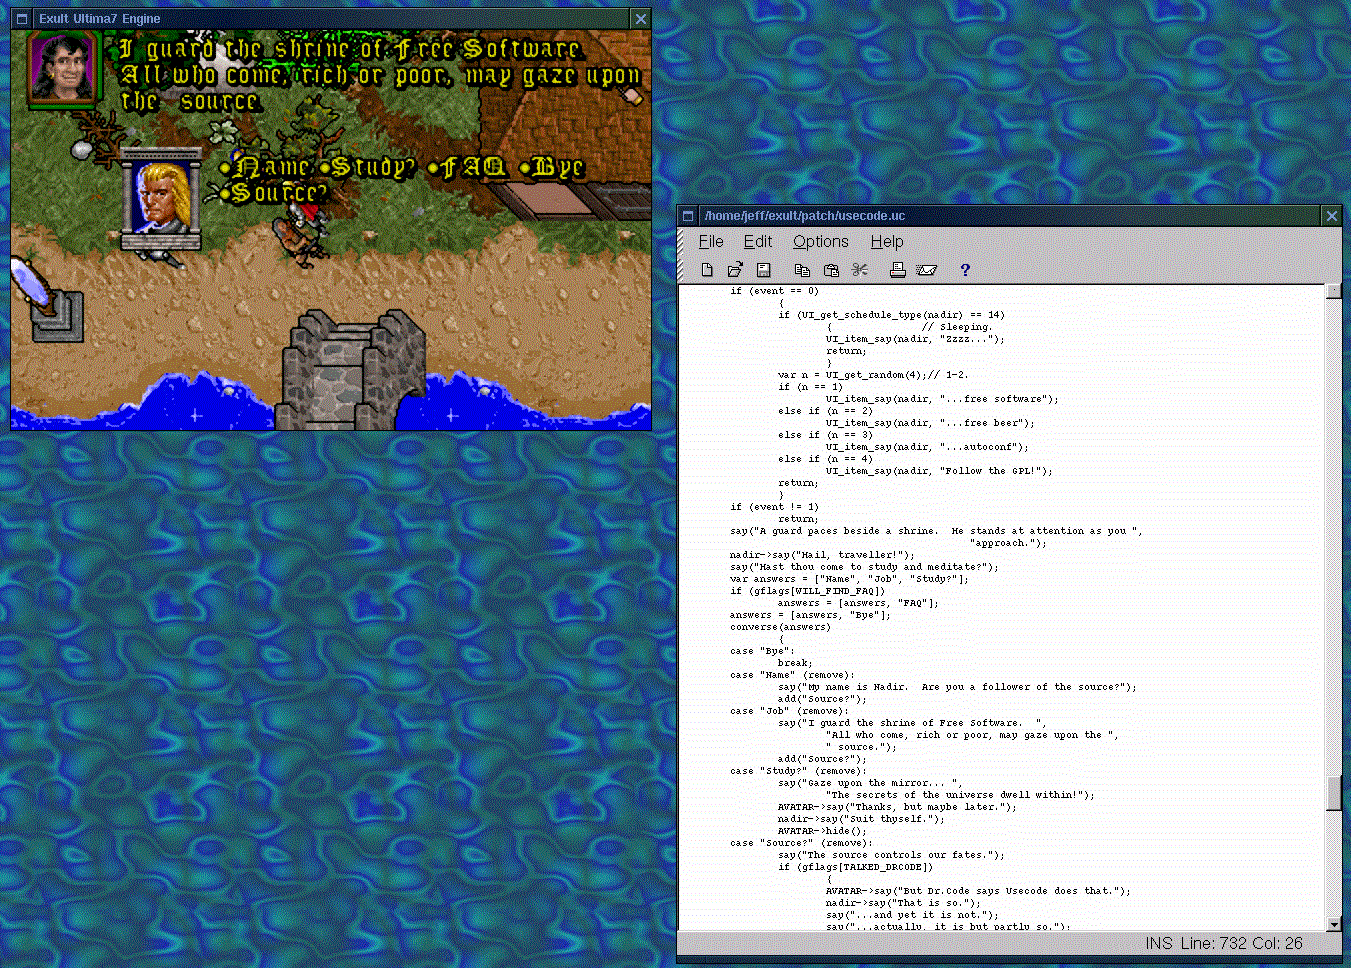 Exult Ultima7 Engine
I guard the shrine of Free Software.
All who come, rich or poor, may gaze upon
the source.
•Name •Study? •FAQ •Bye
•Source?
/home/jeff/exult/patch/usecode.uc
File Edit Options Help
?
if (event == 0)
{
if (UI_get_schedule_type(nadir) == 14)
{ // Sleeping.
UI_item_say(nadir, "Zzzz...");
return;
}
var n = UI_get_random(4);// 1-2.
if (n == 1)
UI_item_say(nadir, "...free software");
else if (n == 2)
UI_item_say(nadir, "...free beer");
else if (n == 3)
UI_item_say(nadir, "...autoconf");
else if (n == 4)
UI_item_say(nadir, "Follow the GPL!");
return;
}
if (event != 1)
return;
say("A guard paces beside a shrine.  He stands at attention as you ",
"approach.");
nadir->say("Hail, traveller!");
say("Hast thou come to study and meditate?");
var answers = ["Name", "Job", "Study?"];
if (gflags[WILL_FIND_FAQ])
answers = [answers, "FAQ"];
answers = [answers, "Bye"];
converse(answers)
{
case "Bye":
break;
case "Name" (remove):
say("My name is Nadir.  Are you a follower of the source?");
add("Source?");
case "Job" (remove):
say("I guard the shrine of Free Software.  ",
"All who come, rich or poor, may gaze upon the ",
" source.");
add("Source?");
case "Study?" (remove):
say("Gaze upon the mirror... ",
"The secrets of the universe dwell within!");
AVATAR->say("Thanks, but maybe later.");
nadir->say("Suit thyself.");
AVATAR->hide();
case "Source?" (remove):
say("The source controls our fates.");
if (gflags[TALKED_DRCODE])
{
AVATAR->say("But Dr.Code says Usecode does that.");
nadir->say("That is so.");
say("...and yet it is not.");
say("...actually, it is but partly so.");
INS Line: 732 Col: 26